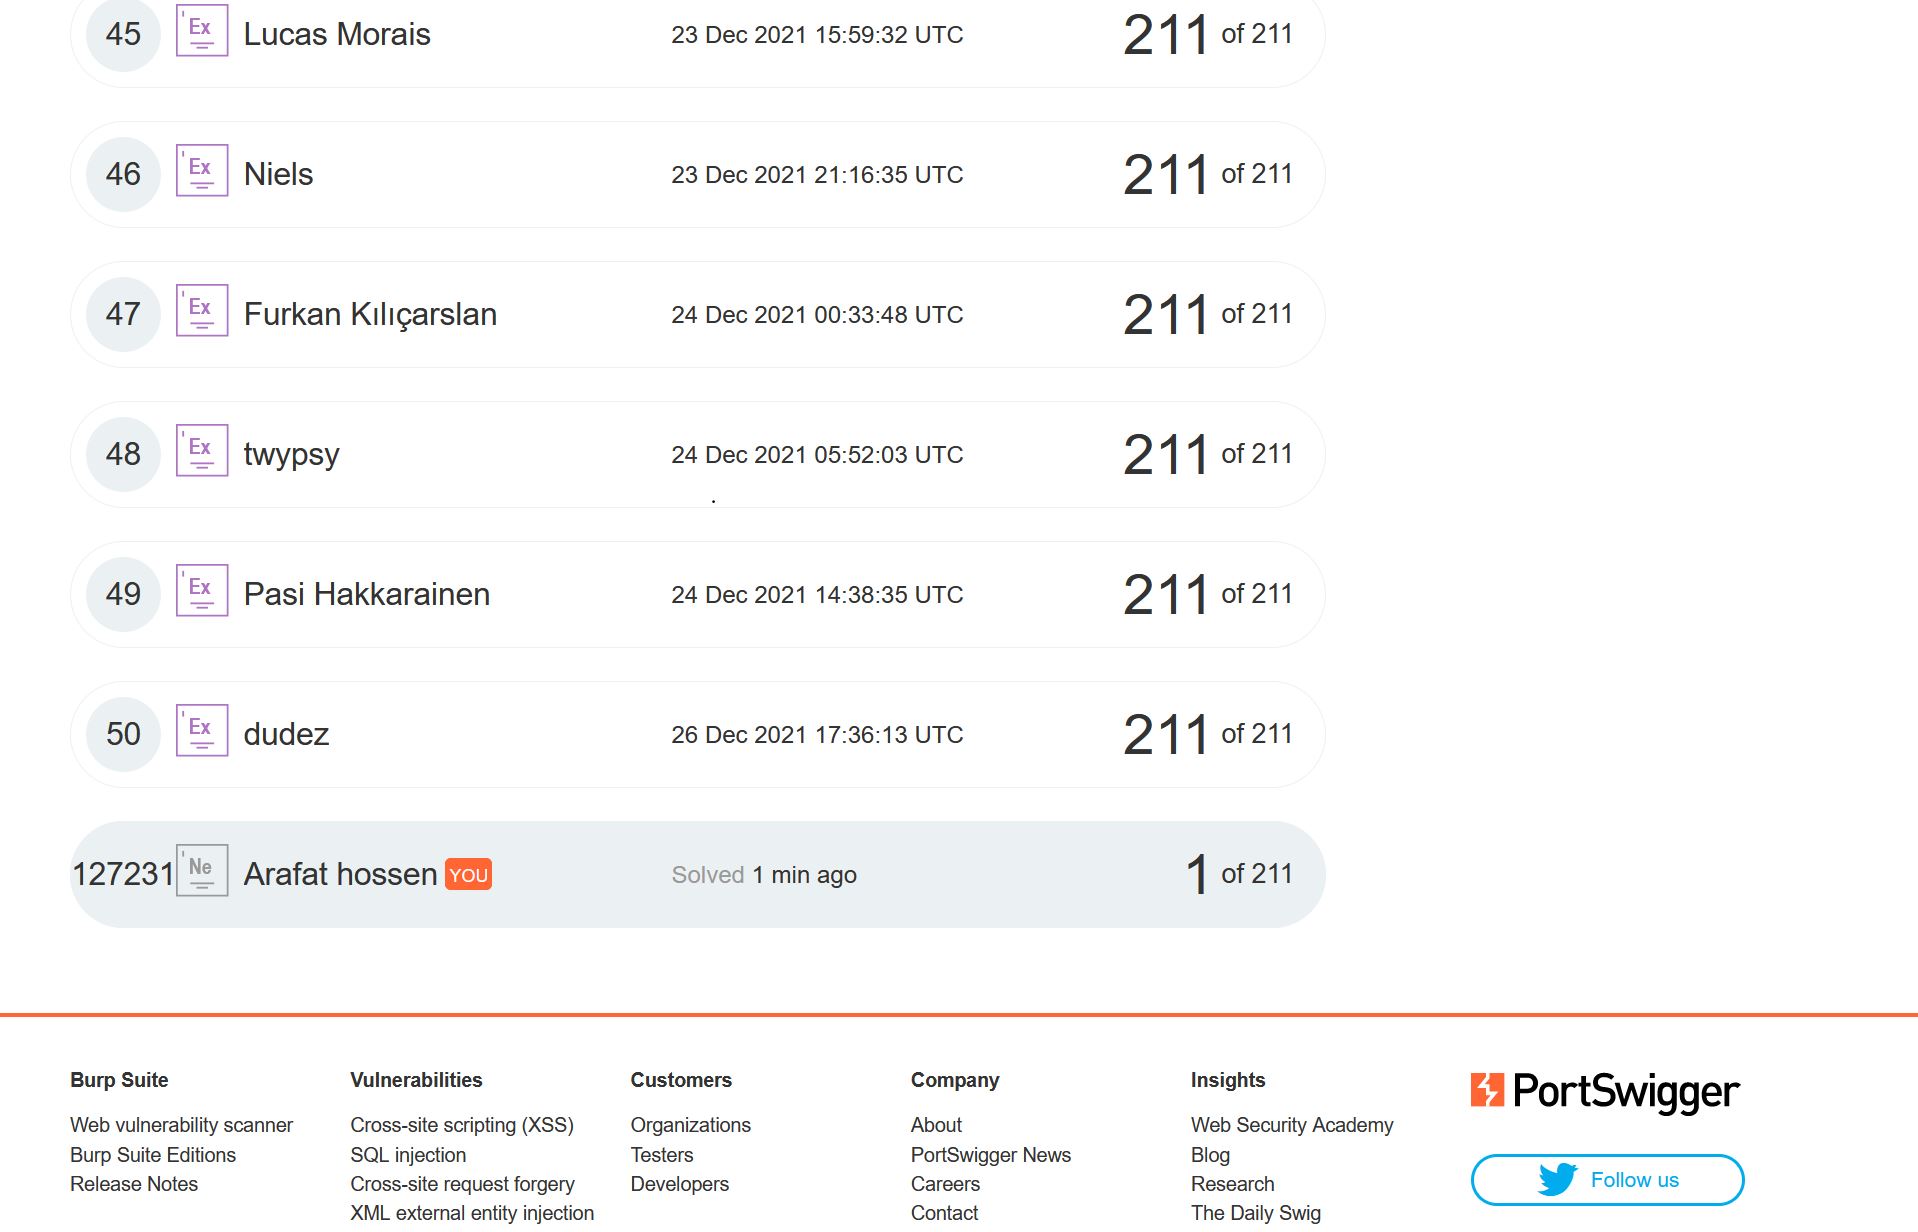 45 Ex Lucas Morais 23 Dec 2021 15:59:32 UTC 211 of 211
46 Ex Niels 23 Dec 2021 21:16:35 UTC 211 of 211
47 Ex Furkan Kılıçarslan 24 Dec 2021 00:33:48 UTC 211 of 211
48 Ex twypsy 24 Dec 2021 05:52:03 UTC 211 of 211
49 Ex Pasi Hakkarainen 24 Dec 2021 14:38:35 UTC 211 of 211
50 Ex dudez 26 Dec 2021 17:36:13 UTC 211 of 211
127231 Ne Arafat hossen YOU Solved 1 min ago 1 of 211
Burp Suite
Web vulnerability scanner
Burp Suite Editions
Release Notes
Vulnerabilities
Cross-site scripting (XSS)
SQL injection
Cross-site request forgery
XML external entity injection
Customers
Organizations
Testers
Developers
Company
About
PortSwigger News
Careers
Contact
Insights
Web Security Academy
Blog
Research
The Daily Swig
PortSwigger
Follow us